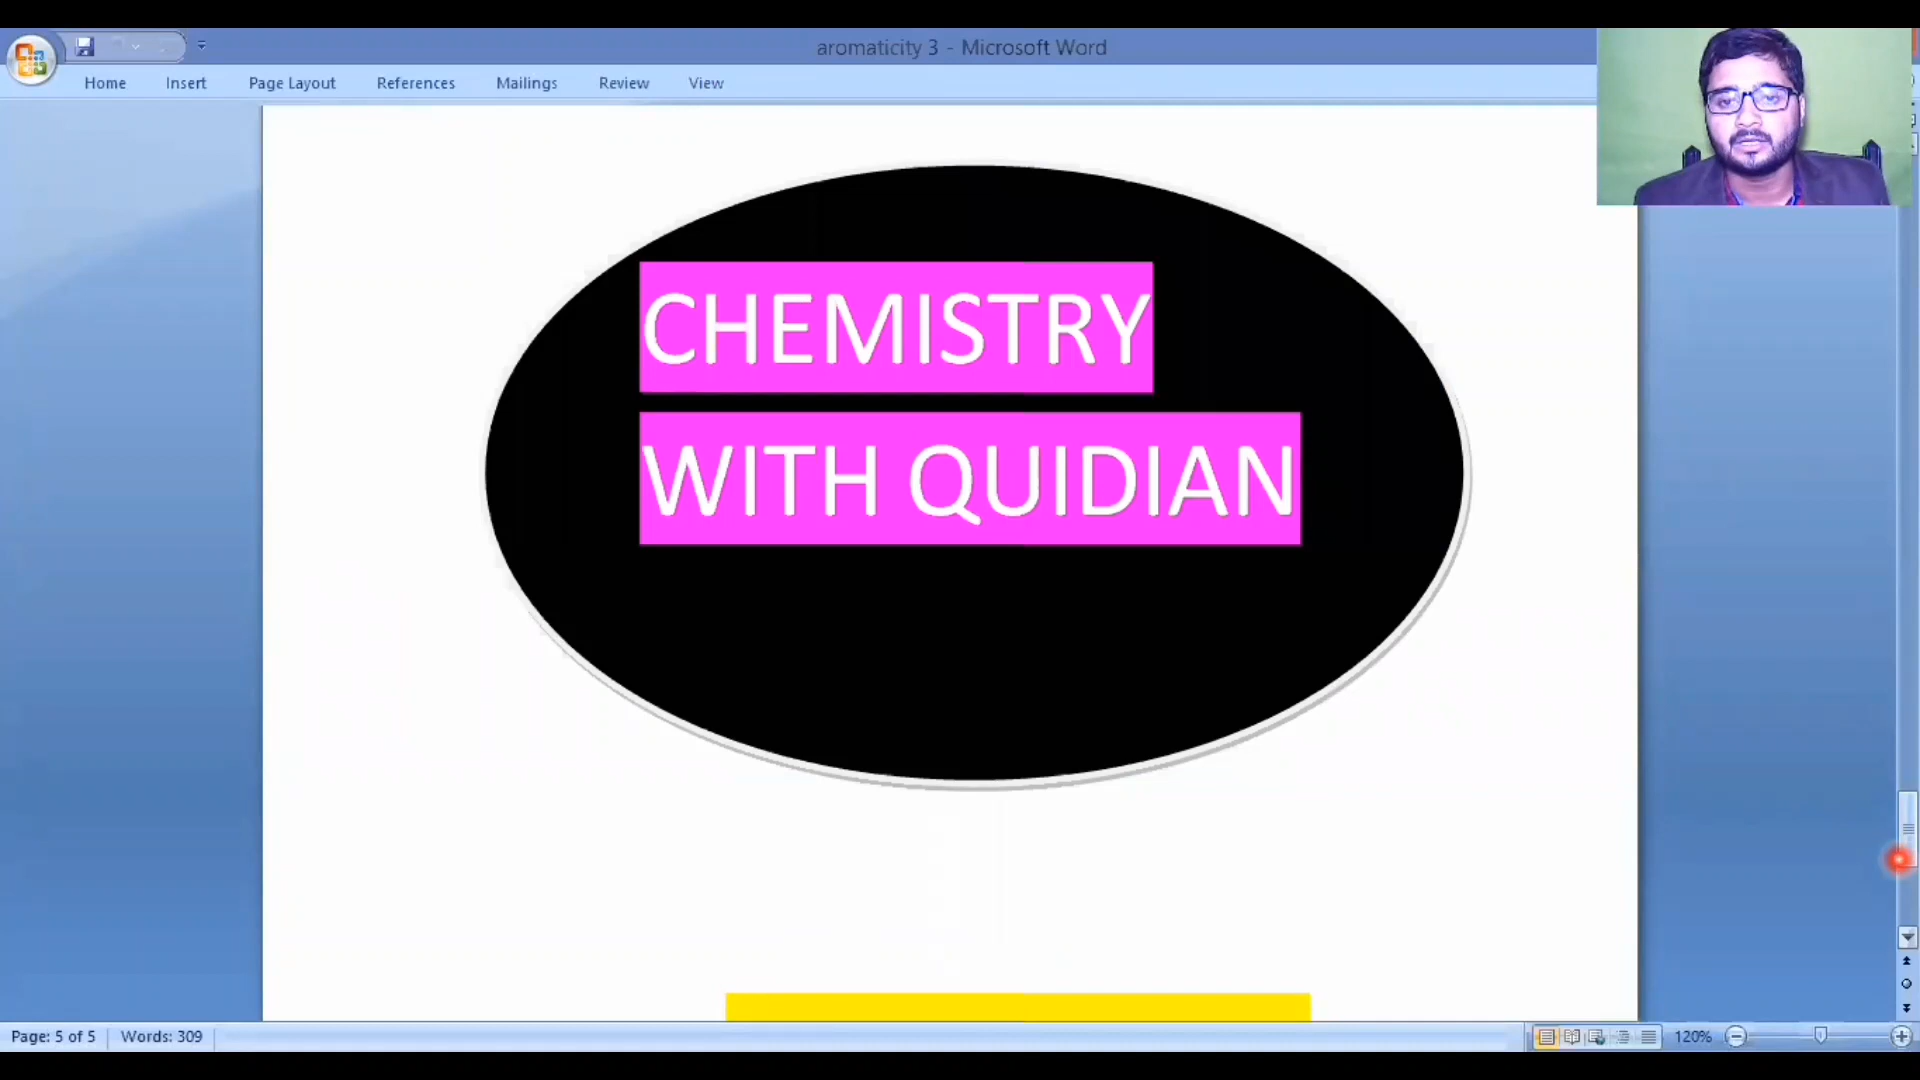 aromaticity 3 - Microsoft Word
Home Insert Page Layout References Mailings Review View
CHEMISTRY
WITH QUIDIAN
Page: 5 of 5 Words: 309 120%